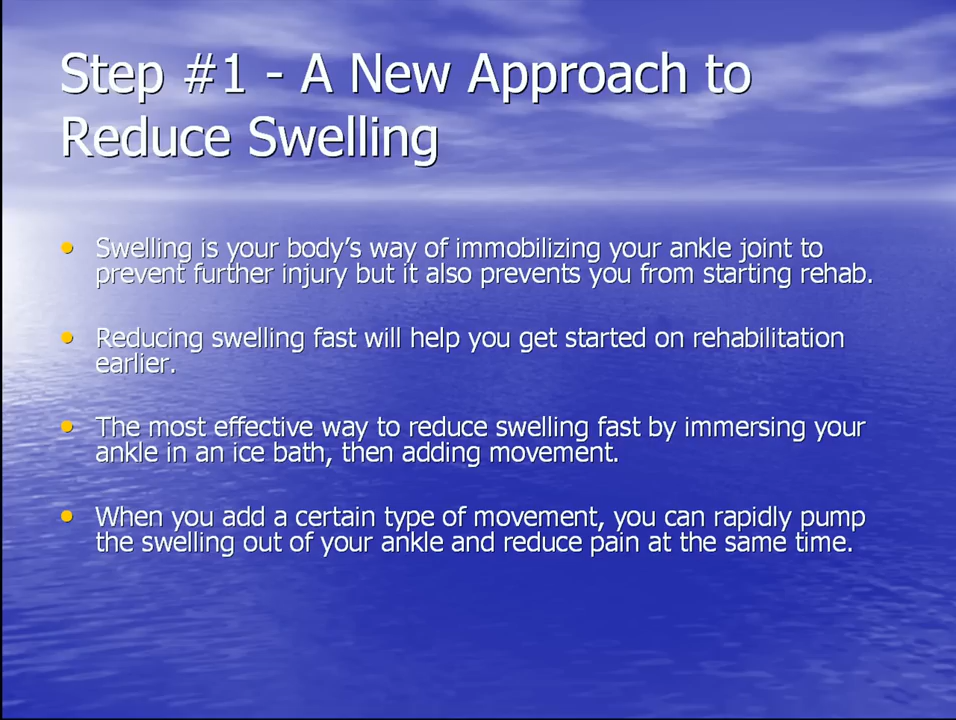 Step #1 - A New Approach to
Reduce Swelling
• Swelling is your body's way of immobilizing your ankle joint to
prevent further injury but it also prevents you from starting rehab.
• Reducing swelling fast will help you get started on rehabilitation
earlier.
• The most effective way to reduce swelling fast by immersing your
ankle in an ice bath, then adding movement.
• When you add a certain type of movement, you can rapidly pump
the swelling out of your ankle and reduce pain at the same time.